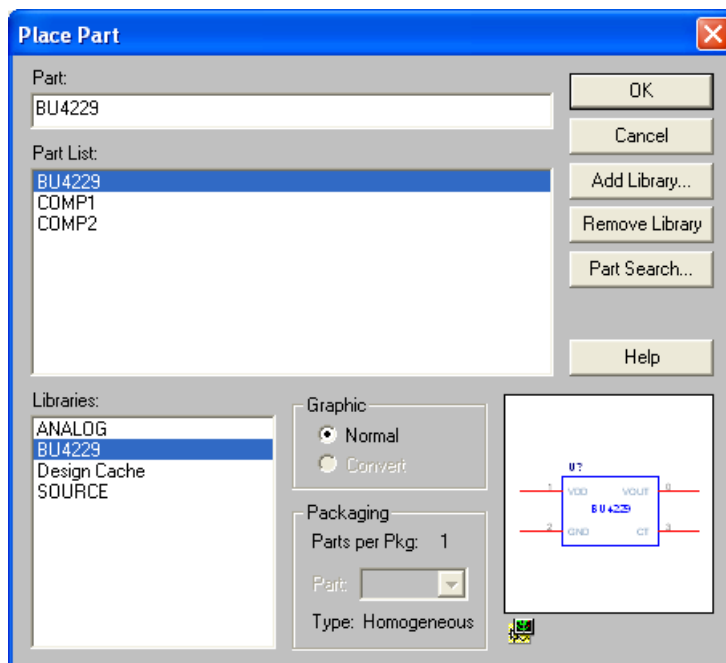 Place Part
Part:
BU4229
OK
Cancel
Part List:
BU4229
COMP1
COMP2
Add Library...
Remove Library
Part Search...
Help
Libraries:
ANALOG
BU4229
Design Cache
SOURCE
Graphic
Normal
Convert
Packaging
Parts per Pkg: 1
Part:
Type: Homogeneous
U?
1 VDD VOUT 0
BU4229
2 GND CT 3